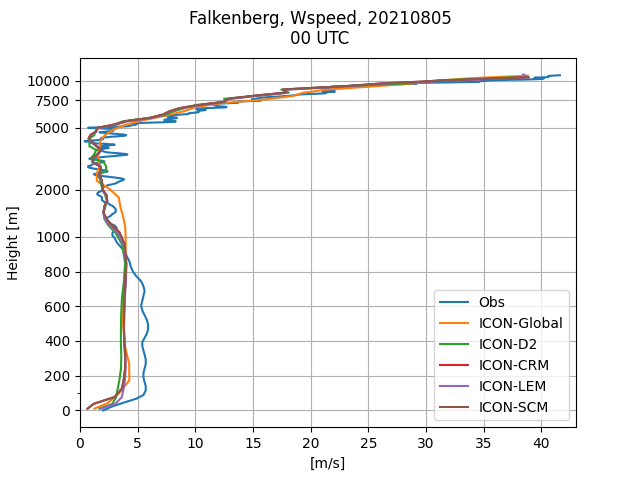 Falkenberg, Wspeed, 20210805
00 UTC
10000
7500
5000
2000
1000
800
600
400
200
0
Height [m]
0 5 10 15 20 25 30 35 40
[m/s]
Obs
ICON-Global
ICON-D2
ICON-CRM
ICON-LEM
ICON-SCM